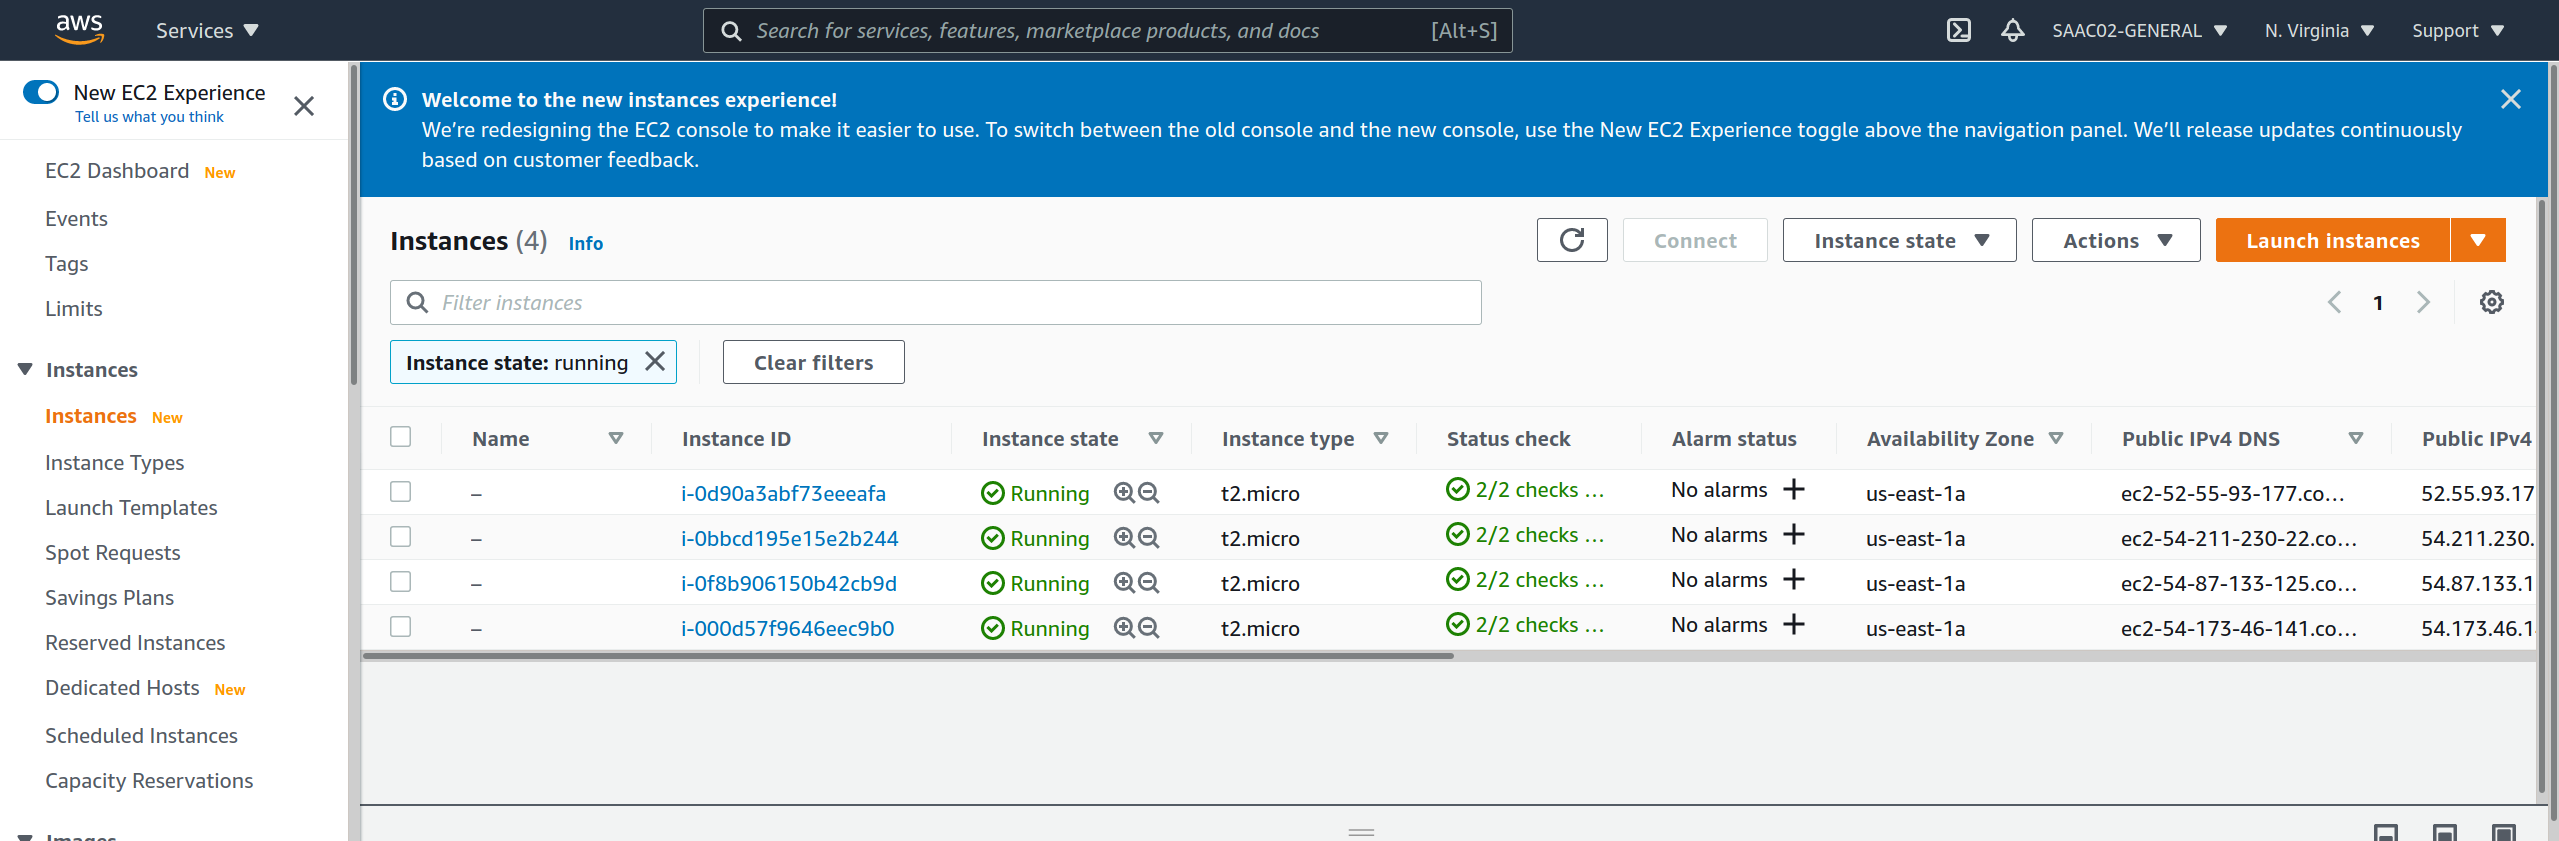 aws
Services
Search for services, features, marketplace products, and docs [Alt+S]
SAAC02-GENERAL
N. Virginia
Support
New EC2 Experience
Tell us what you think
EC2 Dashboard New
Events
Tags
Limits
Instances
Instances New
Instance Types
Launch Templates
Spot Requests
Savings Plans
Reserved Instances
Dedicated Hosts New
Scheduled Instances
Capacity Reservations
Images
Welcome to the new instances experience!
We're redesigning the EC2 console to make it easier to use. To switch between the old console and the new console, use the New EC2 Experience toggle above the navigation panel. We'll release updates continuously
based on customer feedback.
Instances (4) Info
Connect
Instance state
Actions
Launch instances
Filter instances
1
Instance state: running
Clear filters
Name Instance ID Instance state Instance type Status check Alarm status Availability Zone Public IPv4 DNS Public IPv4
– i-0d90a3abf73eeeafa Running t2.micro 2/2 checks ... No alarms + us-east-1a ec2-52-55-93-177.co... 52.55.93.17
– i-0bbcd195e15e2b244 Running t2.micro 2/2 checks ... No alarms + us-east-1a ec2-54-211-230-22.co... 54.211.230.
– i-0f8b906150b42cb9d Running t2.micro 2/2 checks ... No alarms + us-east-1a ec2-54-87-133-125.co... 54.87.133.1
– i-000d57f9646eec9b0 Running t2.micro 2/2 checks ... No alarms + us-east-1a ec2-54-173-46-141.co... 54.173.46.1